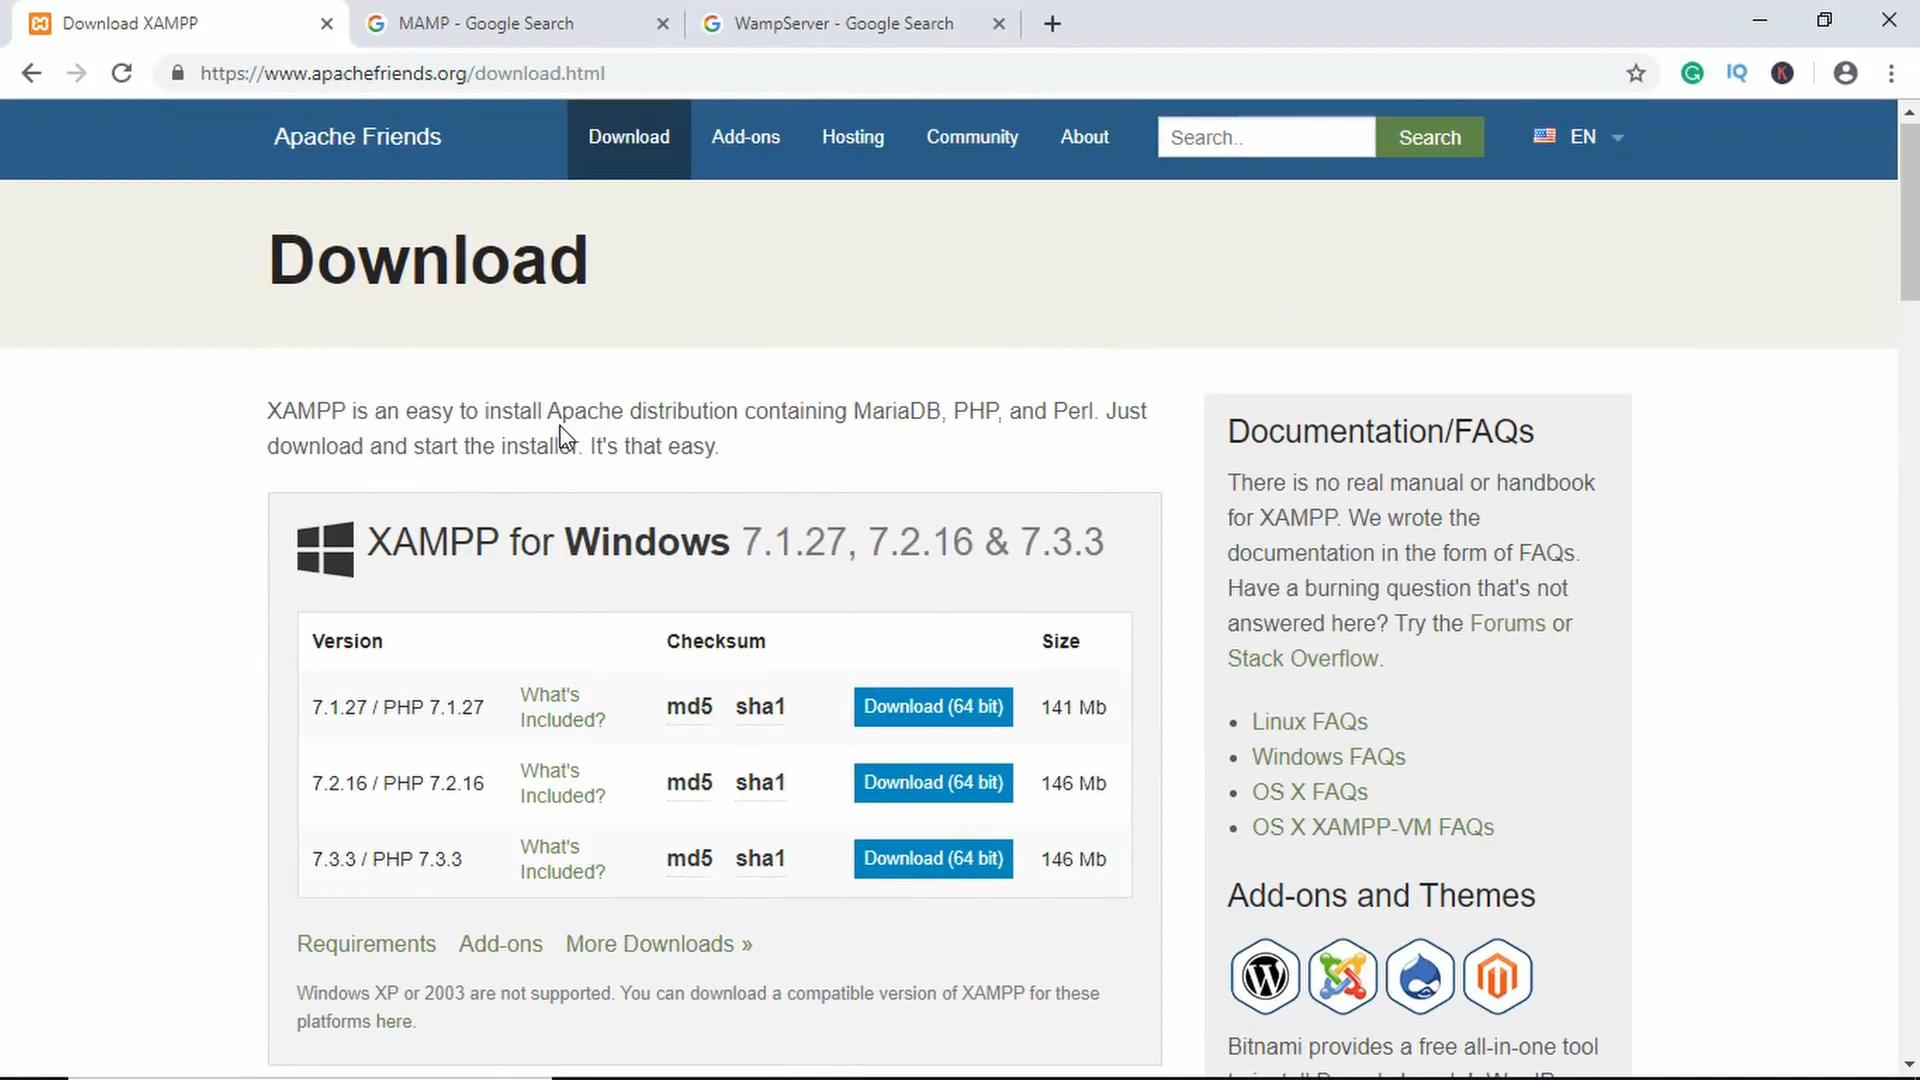 Download XAMPP
MAMP - Google Search
WampServer - Google Search
https://www.apachefriends.org/download.html
IQ
K
Apache Friends
Download
Add-ons
Hosting
Community
About
Search..
Search
EN
Download
XAMPP is an easy to install Apache distribution containing MariaDB, PHP, and Perl. Just
download and start the installer. It's that easy.
XAMPP for Windows 7.1.27, 7.2.16 & 7.3.3
Version Checksum Size
7.1.27 / PHP 7.1.27 What's
Included? md5 sha1 Download (64 bit) 141 Mb
7.2.16 / PHP 7.2.16 What's
Included? md5 sha1 Download (64 bit) 146 Mb
7.3.3 / PHP 7.3.3 What's
Included? md5 sha1 Download (64 bit) 146 Mb
Requirements Add-ons More Downloads »
Windows XP or 2003 are not supported. You can download a compatible version of XAMPP for these
platforms here.
Documentation/FAQs
There is no real manual or handbook
for XAMPP. We wrote the
documentation in the form of FAQs.
Have a burning question that's not
answered here? Try the Forums or
Stack Overflow.
• Linux FAQs
• Windows FAQs
• OS X FAQs
• OS X XAMPP-VM FAQs
Add-ons and Themes
Bitnami provides a free all-in-one tool